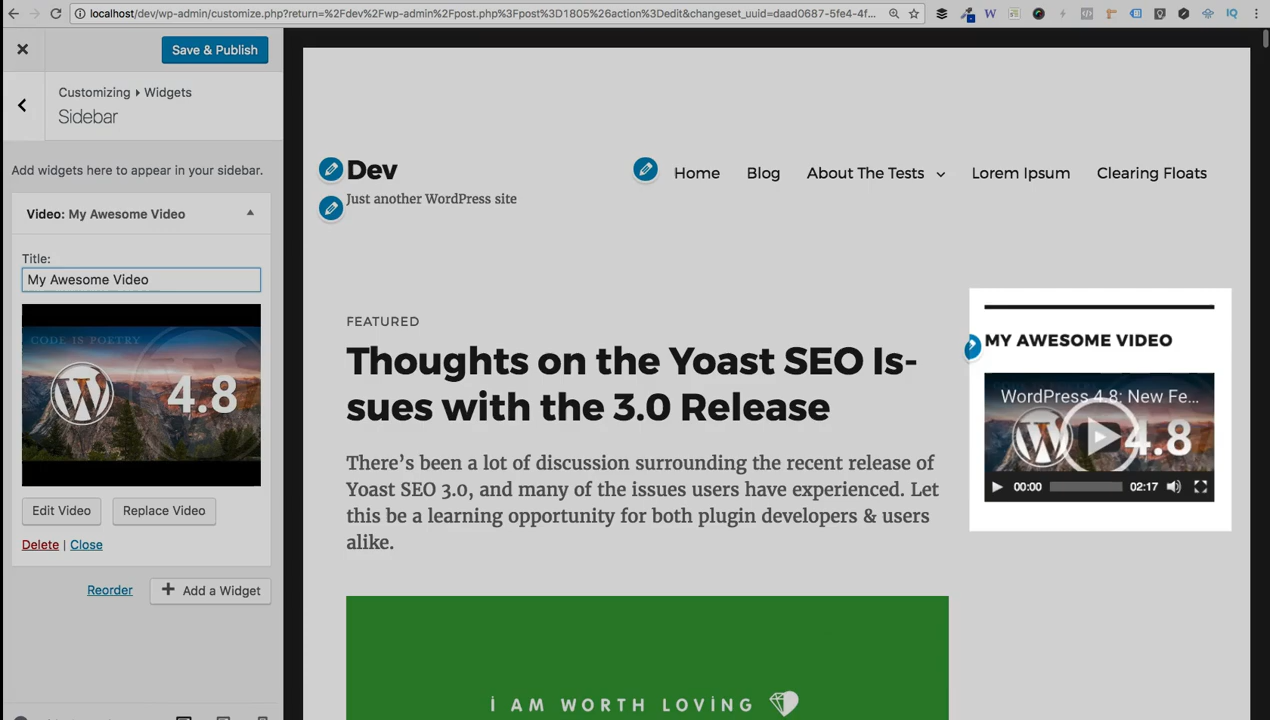 localhost/dev/wp-admin/customize.php?return=%2Fdev%2Fwp-admin%2Fpost.php%3Fpost%3D1805%26action%3Dedit&changeset_uuid=daad0687-5fe4-4f...
Save & Publish
Customizing ▸ Widgets
Sidebar
Add widgets here to appear in your sidebar.
Video: My Awesome Video
Title:
My Awesome Video
CODE IS POETRY
4.8
Edit Video
Replace Video
Delete | Close
Reorder
Add a Widget
Dev
Just another WordPress site
Home
Blog
About The Tests
Lorem Ipsum
Clearing Floats
FEATURED
Thoughts on the Yoast SEO Is-
sues with the 3.0 Release
There’s been a lot of discussion surrounding the recent release of
Yoast SEO 3.0, and many of the issues users have experienced. Let
this be a learning opportunity for both plugin developers & users
alike.
I AM WORTH LOVING
MY AWESOME VIDEO
WordPress 4.8: New Fe...
4.8
00:00
02:17